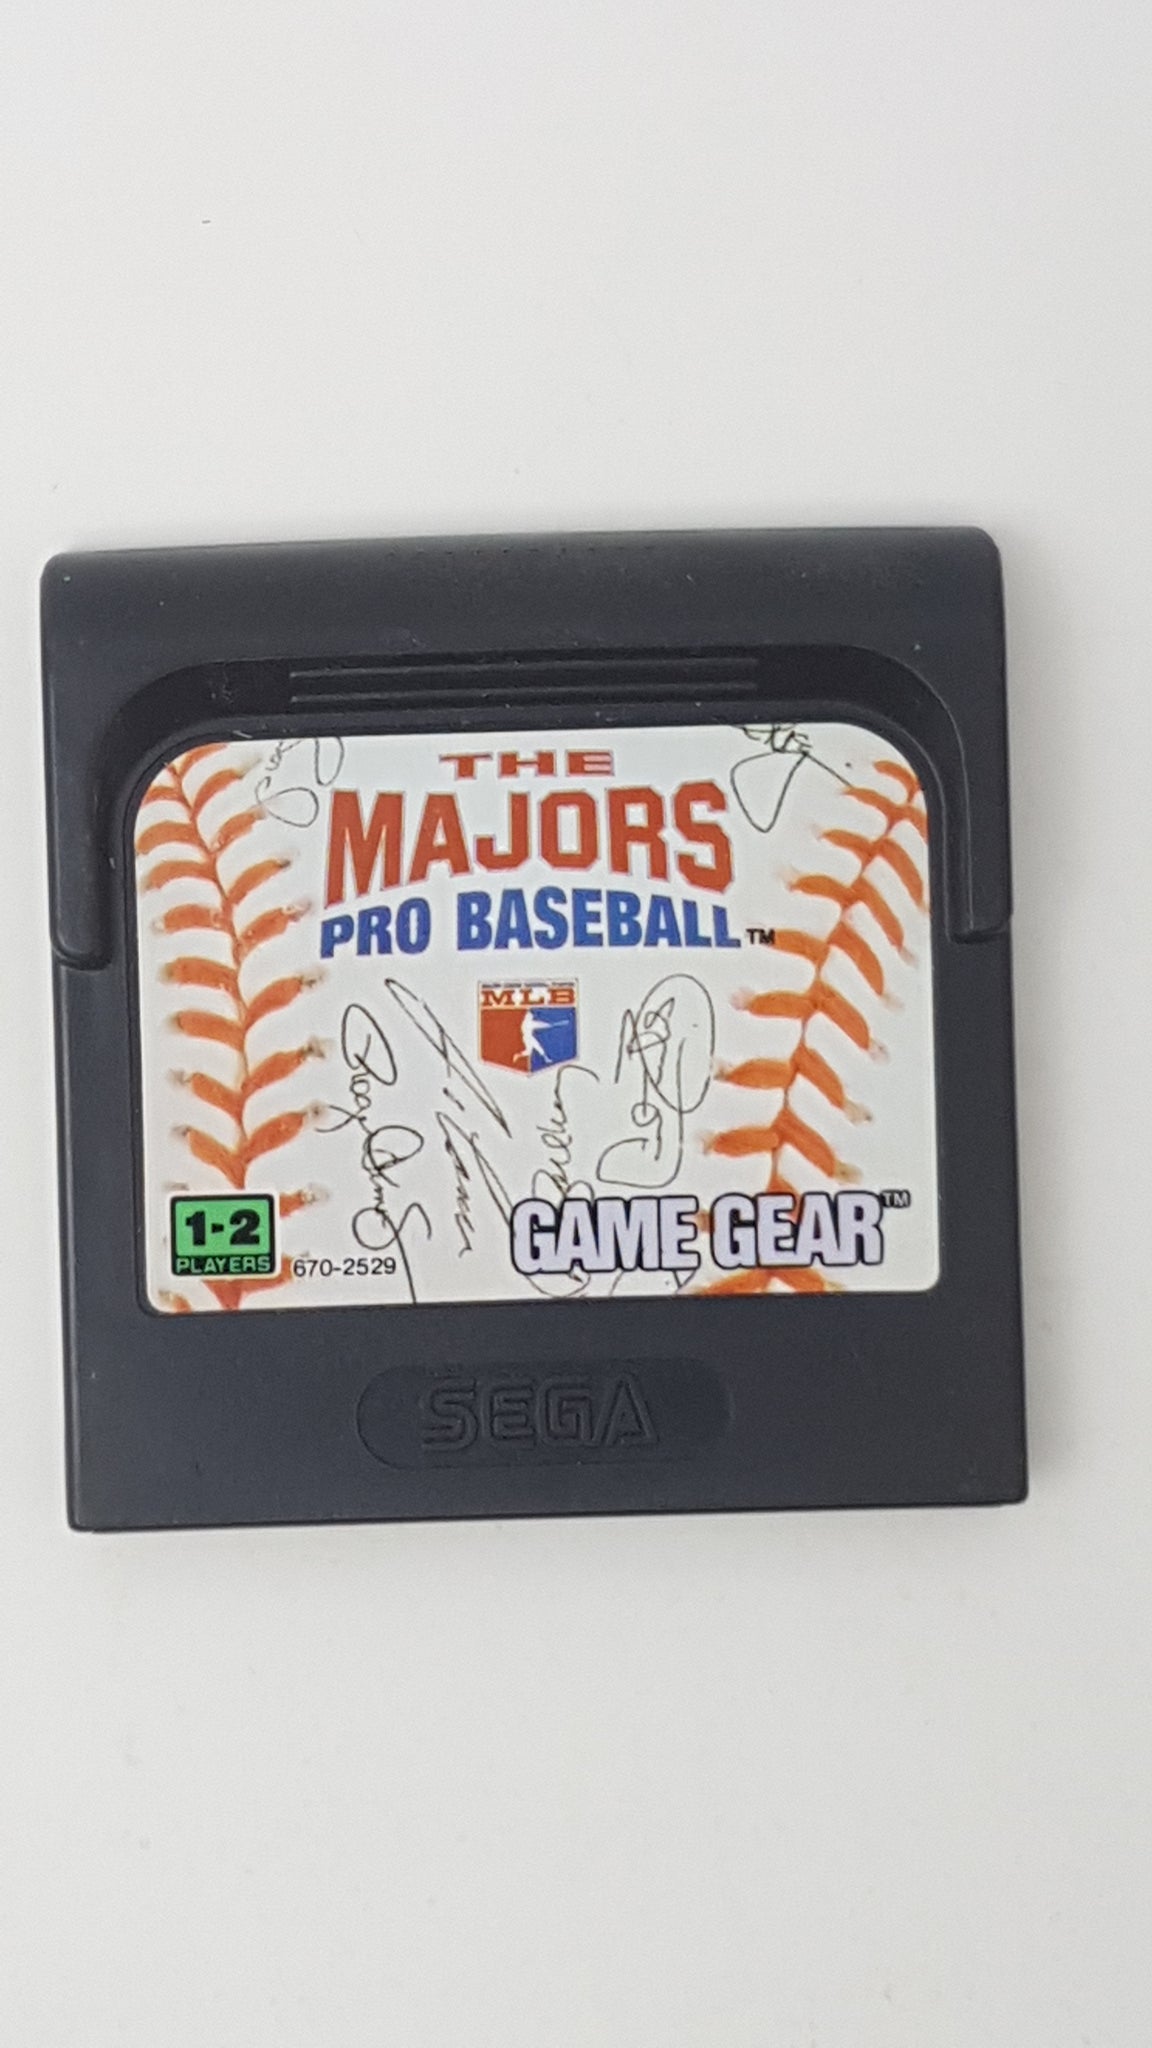 THE
MAJORS
PRO BASEBALL™
MLB
1-2
PLAYERS
670-2529
GAME GEAR™
SEGA